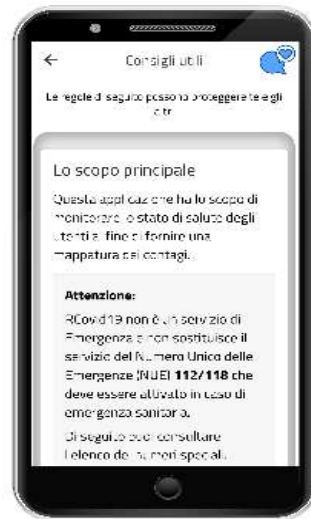 Consigli utili
Le regole di seguito possono proteggere te e gli
altri
Lo scopo principale
Questa applicazione ha lo scopo di
monitorare lo stato di salute degli
utenti al fine di fornire una
mappatura dei contagi.
Attenzione:
RCovid19 non è un servizio di
Emergenza e non sostituisce il
servizio del Numero Unico delle
Emergenze (NUE) 112/118 che
deve essere attivato in caso di
emergenza sanitaria.
Di seguito puoi consultare
l'elenco dei numeri speciali